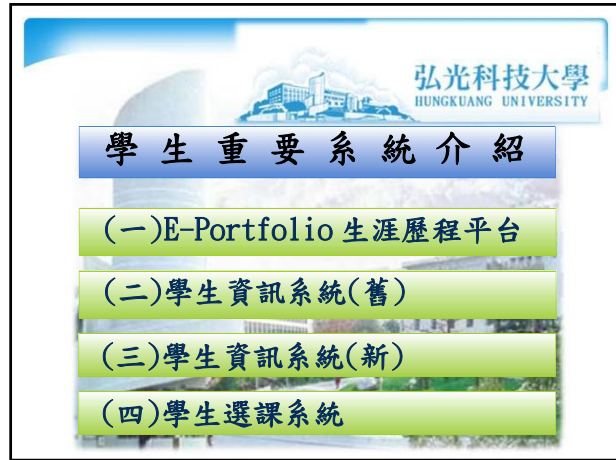 弘光科技大學
HUNGKUANG UNIVERSITY
學生重要系統介紹
(一)E-Portfolio 生涯歷程平台
(二)學生資訊系統(舊)
(三)學生資訊系統(新)
(四)學生選課系統